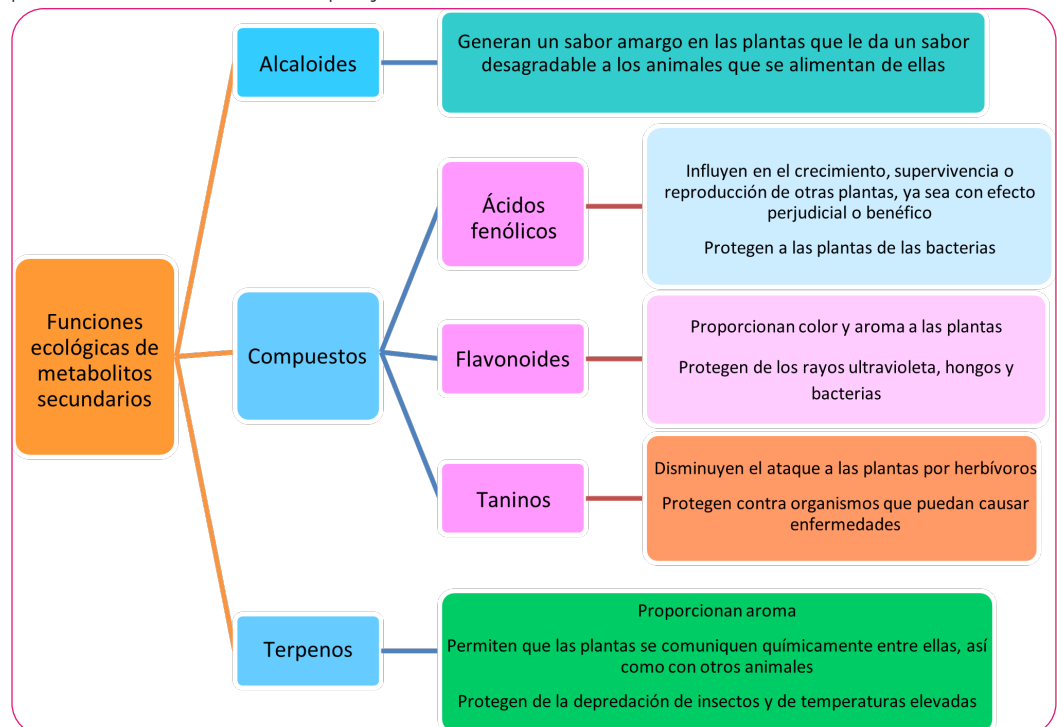 Funciones
ecológicas de
metabolitos
secundarios
Alcaloides
Generan un sabor amargo en las plantas que le da un sabor
desagradable a los animales que se alimentan de ellas
Compuestos
Ácidos
fenólicos
Influyen en el crecimiento, supervivencia o
reproducción de otras plantas, ya sea con efecto
perjudicial o benéfico
Protegen a las plantas de las bacterias
Flavonoides
Proporcionan color y aroma a las plantas
Protegen de los rayos ultravioleta, hongos y
bacterias
Taninos
Disminuyen el ataque a las plantas por herbívoros
Protegen contra organismos que puedan causar
enfermedades
Terpenos
Proporcionan aroma
Permiten que las plantas se comuniquen químicamente entre ellas, así
como con otros animales
Protegen de la depredación de insectos y de temperaturas elevadas